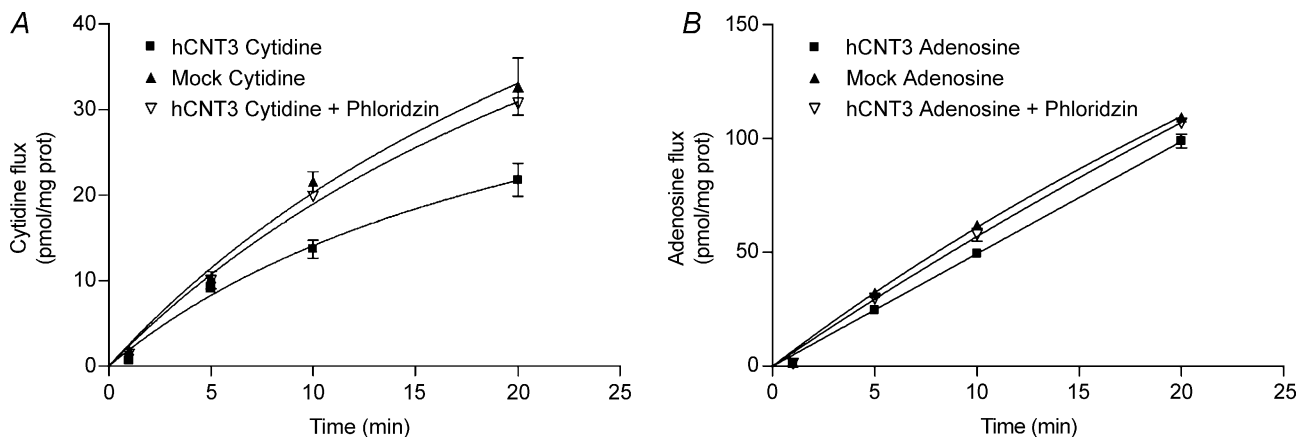 A
40
30
20
10
0
hCNT3 Cytidine
Mock Cytidine
hCNT3 Cytidine + Phloridzin
Cytidine flux
(pmol/mg prot)
0 5 10 15 20 25
Time (min)
B
150
100
50
0
hCNT3 Adenosine
Mock Adenosine
hCNT3 Adenosine + Phloridzin
Adenosine flux
(pmol/mg prot)
0 5 10 15 20 25
Time (min)